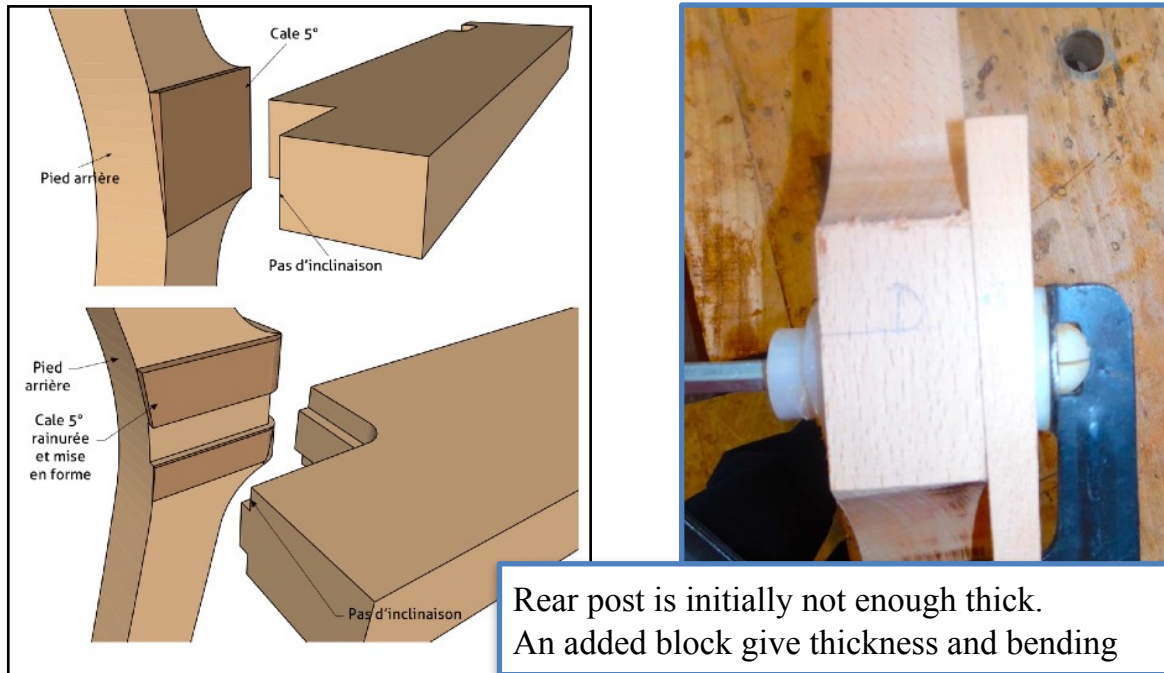 Cale 5°
Pied arrière
Pas d'inclinaison
Pied
arrière
Cale 5°
rainurée
et mise
en forme
Pas d'inclinaison
Rear post is initially not enough thick.
An added block give thickness and bending